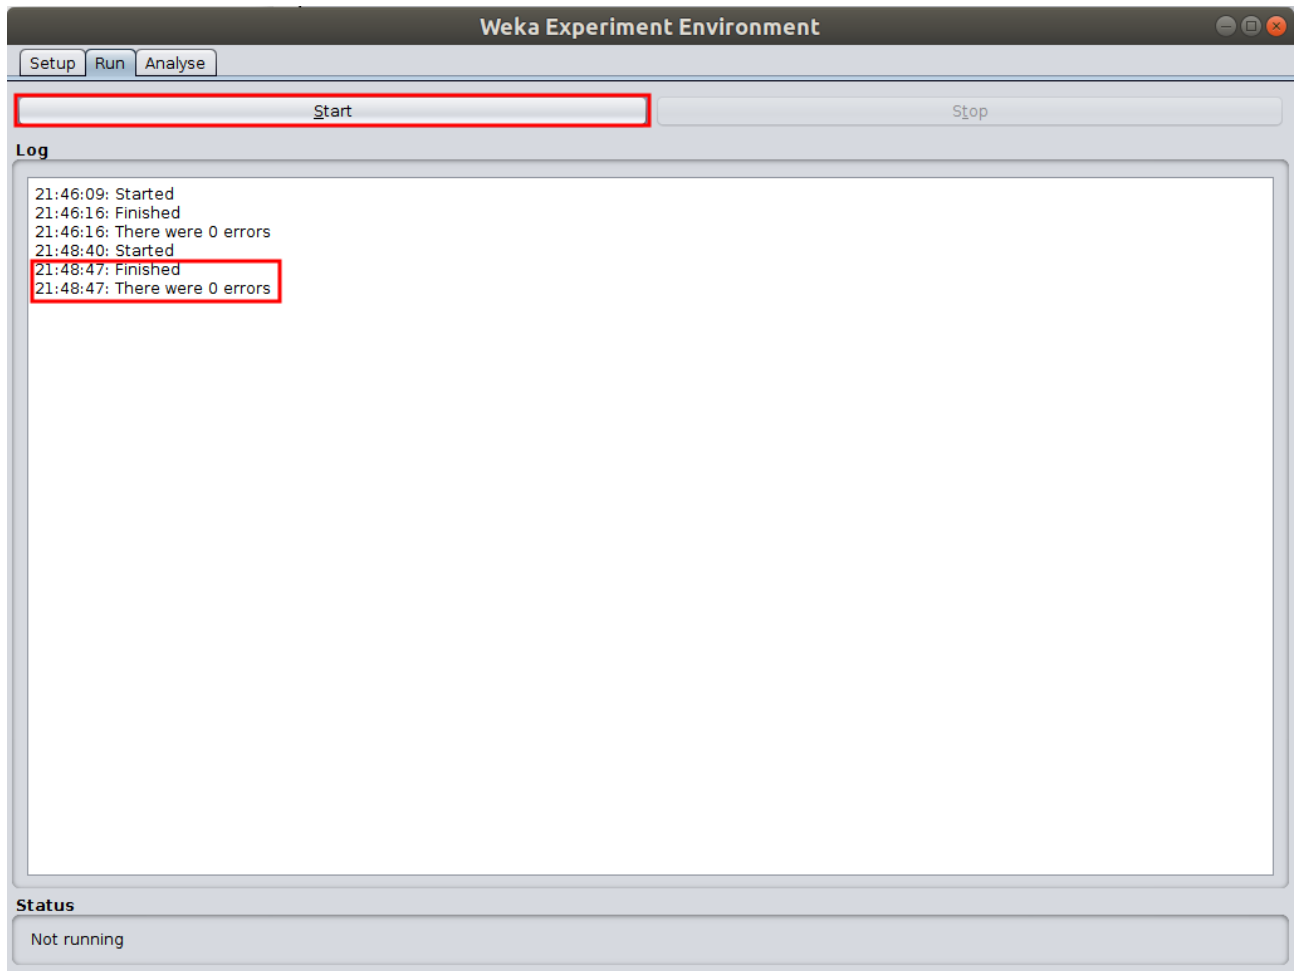 Weka Experiment Environment
Setup Run Analyse
Start Stop
Log
21:46:09: Started
21:46:16: Finished
21:46:16: There were 0 errors
21:48:40: Started
21:48:47: Finished
21:48:47: There were 0 errors
Status
Not running